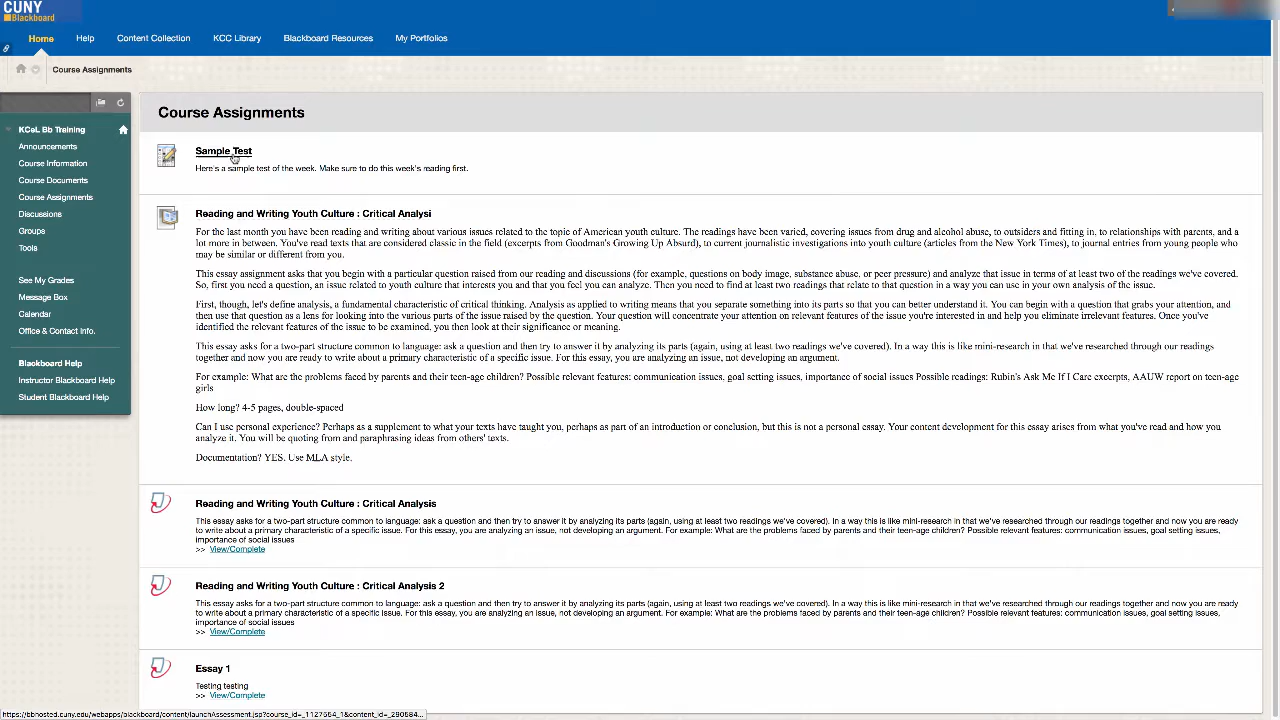 CUNY
Blackboard
Home
Help
Content Collection
KCC Library
Blackboard Resources
My Portfolios
Course Assignments
KCeL Bb Training
Announcements
Course Information
Course Documents
Course Assignments
Discussions
Groups
Tools
See My Grades
Message Box
Calendar
Office & Contact Info.
Blackboard Help
Instructor Blackboard Help
Student Blackboard Help
Course Assignments
Sample Test
Here's a sample test of the week. Make sure to do this week's reading first.
Reading and Writing Youth Culture : Critical Analysi
For the last month you have been reading and writing about various issues related to the topic of American youth culture. The readings have been varied, covering issues from drug and alcohol abuse, to outsiders and fitting in, to relationships with parents, and a
lot more in between. You've read texts that are considered classic in the field (excerpts from Goodman's Growing Up Absurd), to current journalistic investigations into youth culture (articles from the New York Times), to journal entries from young people who
may be similar or different from you.
This essay assignment asks that you begin with a particular question raised from our reading and discussions (for example, questions of body image, substance abuse, or peer pressure) and analyze that issue in terms of at least two of the readings we've covered.
So, first you need a question, an issue related to youth culture that interests you and that you feel you can analyze. Then you need to find at least two readings that relate to that question in a way you can use in your own analysis of the issue.
First, though, let's define analysis, a fundamental characteristic of critical thinking. Analysis as applied to writing means that you separate something into its parts so that you can better understand it. You can begin with a question that grabs your attention, and
then use that question as a lens for looking into the various parts of the issue raised by the question. Your question will concentrate your attention on relevant features of the issue you're interested in and help you eliminate irrelevant features. Once you've
identified the relevant features of the issue to be examined, you then look at their significance or meaning.
This essay asks for a two-part structure common to language: ask a question and then try to answer it by analyzing its parts (again, using at least two readings we've covered). In a way this is like mini-research in that we've researched through our readings
together and now you are ready to write about a primary characteristic of a specific issue. For this essay, you are analyzing an issue, not developing an argument.
For example: What are the problems faced by parents and their teen-age children? Possible relevant features: communication issues, goal setting issues, importance of social issues Possible readings: Rubin's Ask Me If I Care excerpts, AAUW report on teen-age
girls
How long? 4-5 pages, double-spaced
Can I use personal experience? Perhaps as a supplement to what your texts have taught you, perhaps as part of an introduction or conclusion, but this is not a personal essay. Your content development for this essay arises from what you've read and how you
analyze it. You will be quoting from and paraphrasing ideas from others' texts.
Documentation? YES. Use MLA style.
Reading and Writing Youth Culture : Critical Analysis
This essay asks for a two-part structure common to language: ask a question and then try to answer it by analyzing its parts (again, using at least two readings we've covered). In a way this is like mini-research in that we've researched through our readings together and now you are ready
to write about a primary characteristic of a specific issue. For this essay, you are analyzing an issue, not developing an argument. For example: What are the problems faced by parents and their teen-age children? Possible relevant features: communication issues, goal setting issues,
importance of social issues
>> View/Complete
Reading and Writing Youth Culture : Critical Analysis 2
This essay asks for a two-part structure common to language: ask a question and then try to answer it by analyzing its parts (again, using at least two readings we've covered). In a way this is like mini-research in that we've researched through our readings together and now you are ready
to write about a primary characteristic of a specific issue. For this essay, you are analyzing an issue, not developing an argument. For example: What are the problems faced by parents and their teen-age children? Possible relevant features: communication issues, goal setting issues,
importance of social issues
>> View/Complete
Essay 1
Testing testing
>> View/Complete
https://bbhosted.cuny.edu/webapps/blackboard/content/launchAssessment.jsp?course_id=_1127564_1&content_id=_290584...